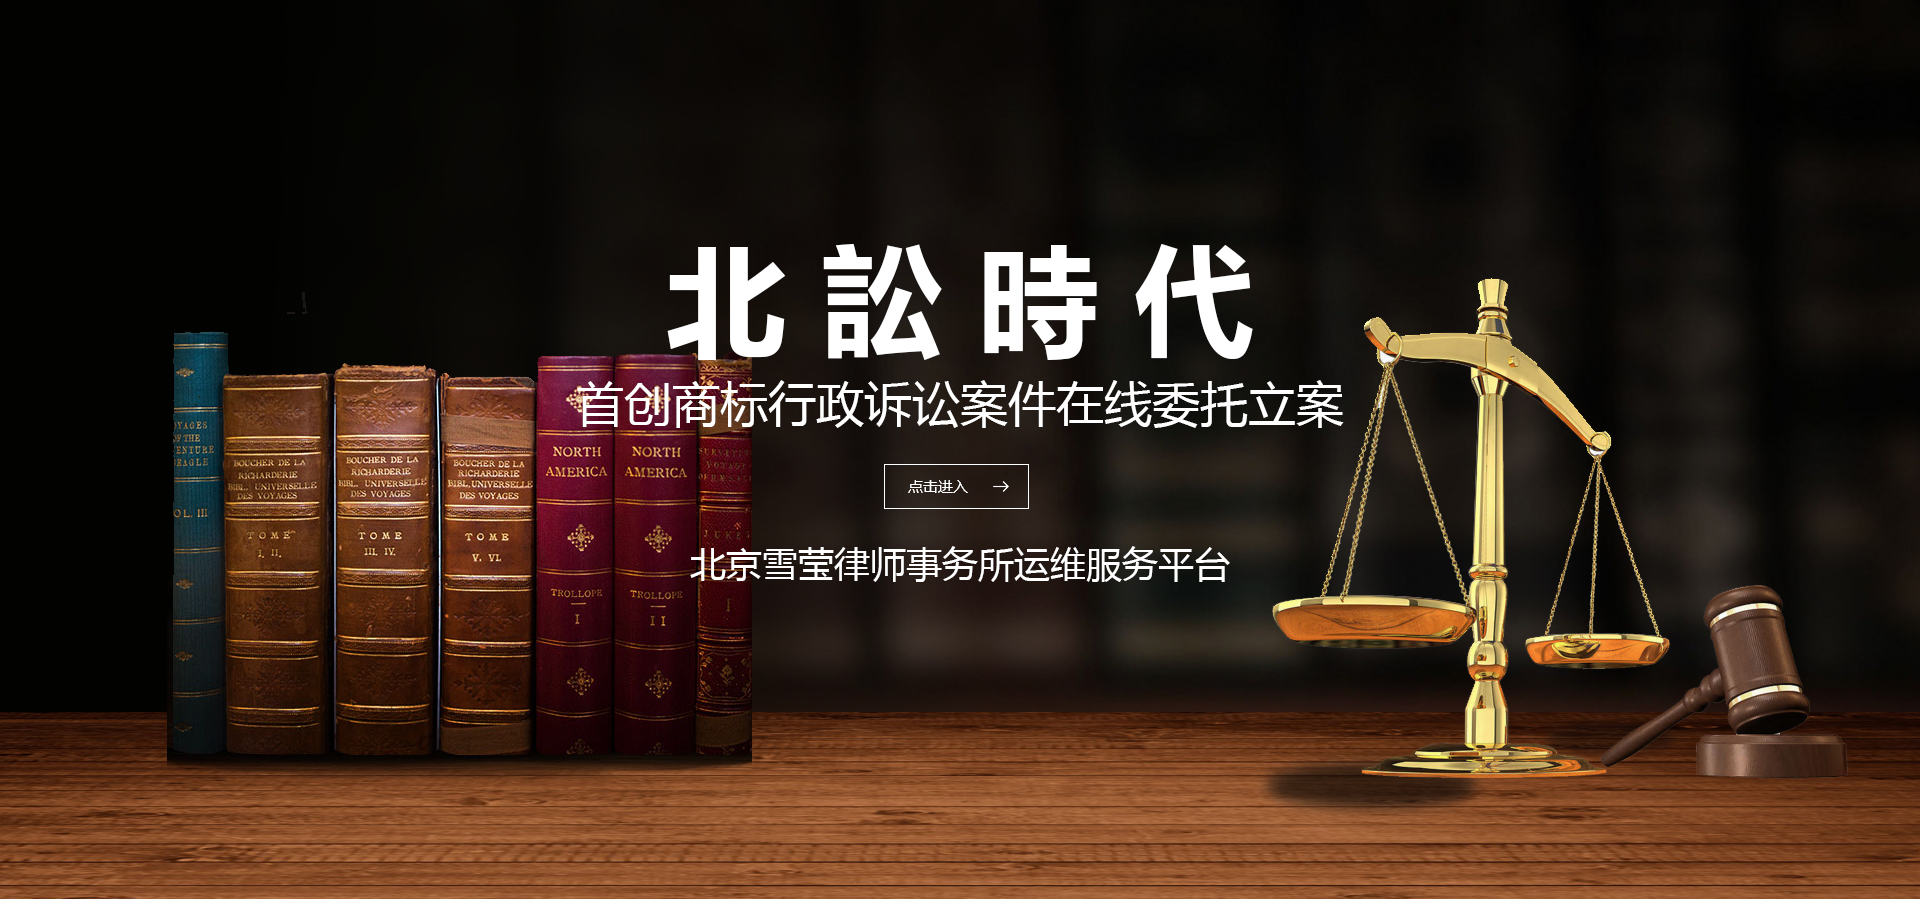 北訟時代
首创商标行政诉讼案件在线委托立案
点击进入 →
北京雪莹律师事务所运维服务平台
OYAGES
OF THE
VENTURE
BEAGLE
VOL. III
BOUCHER DE LA
RICHARDERIE
BIBL. UNIVERSELLE
DES VOYAGES
TOME
I. II.
BOUCHER DE LA
RICHARDERIE
BIBL. UNIVERSELLE
DES VOYAGES
TOME
III. IV.
BOUCHER DE LA
RICHARDERIE
BIBL. UNIVERSELLE
DES VOYAGES
TOME
V. VI.
NORTH
AMERICA
TROLLOPE
I
NORTH
AMERICA
TROLLOPE
II
I